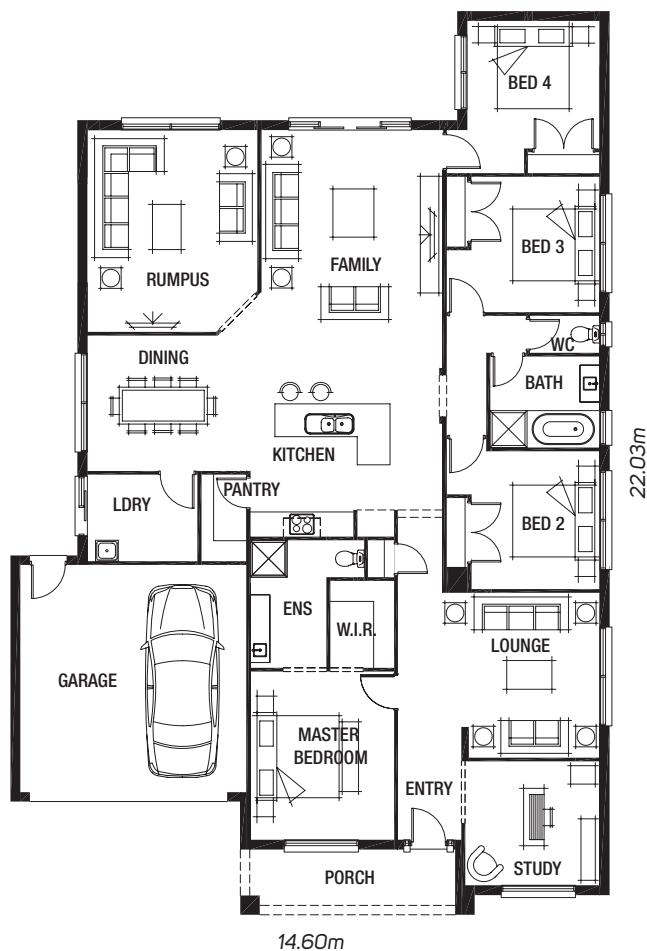 BED 4
BED 3
RUMPUS
FAMILY
WC
DINING
BATH
KITCHEN
PANTRY
LDRY
BED 2
22.03m
ENS
W.I.R.
LOUNGE
GARAGE
MASTER
BEDROOM
ENTRY
STUDY
PORCH
14.60m